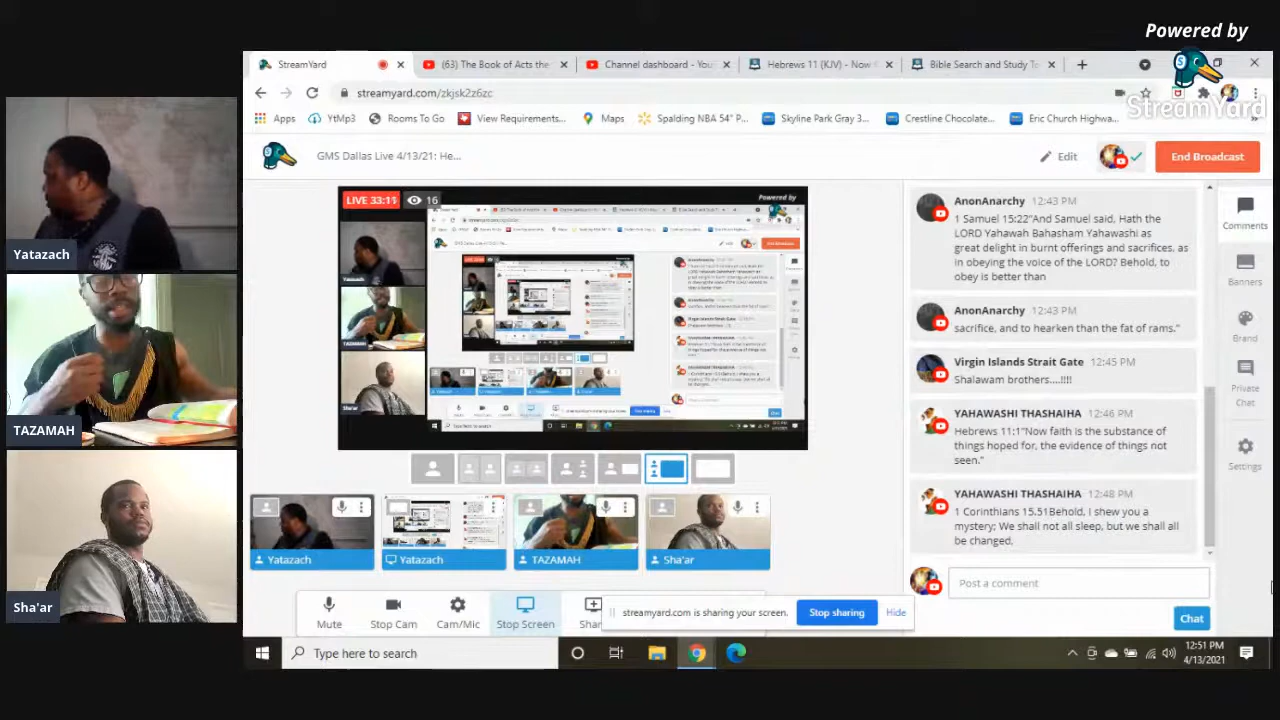 Powered by
StreamYard
Yatazach
TAZAMAH
Sha'ar
StreamYard
(63) The Book of Acts the
Channel dashboard - You
Hebrews 11 (KJV) - Now
Bible Search and Study To
streamyard.com/zkjsk2z6zc
Apps
YtMp3
Rooms To Go
View Requirements...
Maps
Spalding NBA 54" P...
Skyline Park Gray 3...
Crestline Chocolate...
Eric Church Highwa...
GMS Dallas Live 4/13/21: He...
Edit
End Broadcast
LIVE 33:11
16
Powered by
Yatazach
TAZAMAH
Sha'ar
Yatazach
Yatazach
TAZAMAH
Sha'ar
Mute
Stop Cam
Cam/Mic
Stop Screen
Shar
streamyard.com is sharing your screen.
Stop sharing
Hide
AnonAnarchy 12:43 PM
1 Samuel 15:22"And Samuel said, Hath the
LORD Yahawah Bahasham Yahawashi as
great delight in burnt offerings and sacrifices, as
in obeying the voice of the LORD? Behold, to
obey is better than
AnonAnarchy 12:43 PM
sacrifice, and to hearken than the fat of rams."
Virgin Islands Strait Gate 12:45 PM
Shalawam brothers....!!!!
YAHAWASHI THASHAIHA 12:46 PM
Hebrews 11:1"Now faith is the substance of
things hoped for, the evidence of things not
seen."
YAHAWASHI THASHAIHA 12:48 PM
1 Corinthians 15.51Behold, I shew you a
mystery; We shall not all sleep, but we shall all
be changed,
Post a comment
Chat
Comments
Banners
Brand
Private
Chat
Settings
Type here to search
12:51 PM
4/13/2021